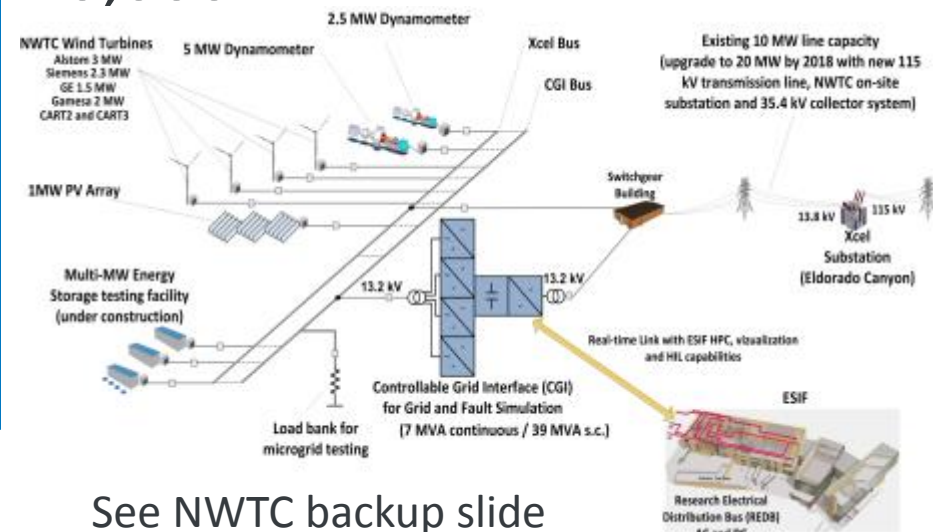 2.5 MW Dynamometer
NWTC Wind Turbines
Alstom 3 MW
Siemens 2.3 MW
GE 1.5 MW
Gamesa 2 MW
CART2 and CART3
5 MW Dynamometer
Xcel Bus
CGI Bus
Existing 10 MW line capacity
(upgrade to 20 MW by 2018 with new 115
kV transmission line, NWTC on-site
substation and 35.4 kV collector system)
1MW PV Array
Switchgear
Building
13.8 kV
115 kV
Xcel
Substation
(Eldorado Canyon)
Multi-MW Energy
Storage testing facility
(under construction)
13.2 kV
13.2 kV
Real-time Link with ESIF HPC, vizualization
and HIL capabilities
Controllable Grid Interface (CGI)
for Grid and Fault Simulation
(7 MVA continuous / 39 MVA s.c.)
Load bank for
microgrid testing
ESIF
Research Electrical
Distribution Bus (REDB)
See NWTC backup slide